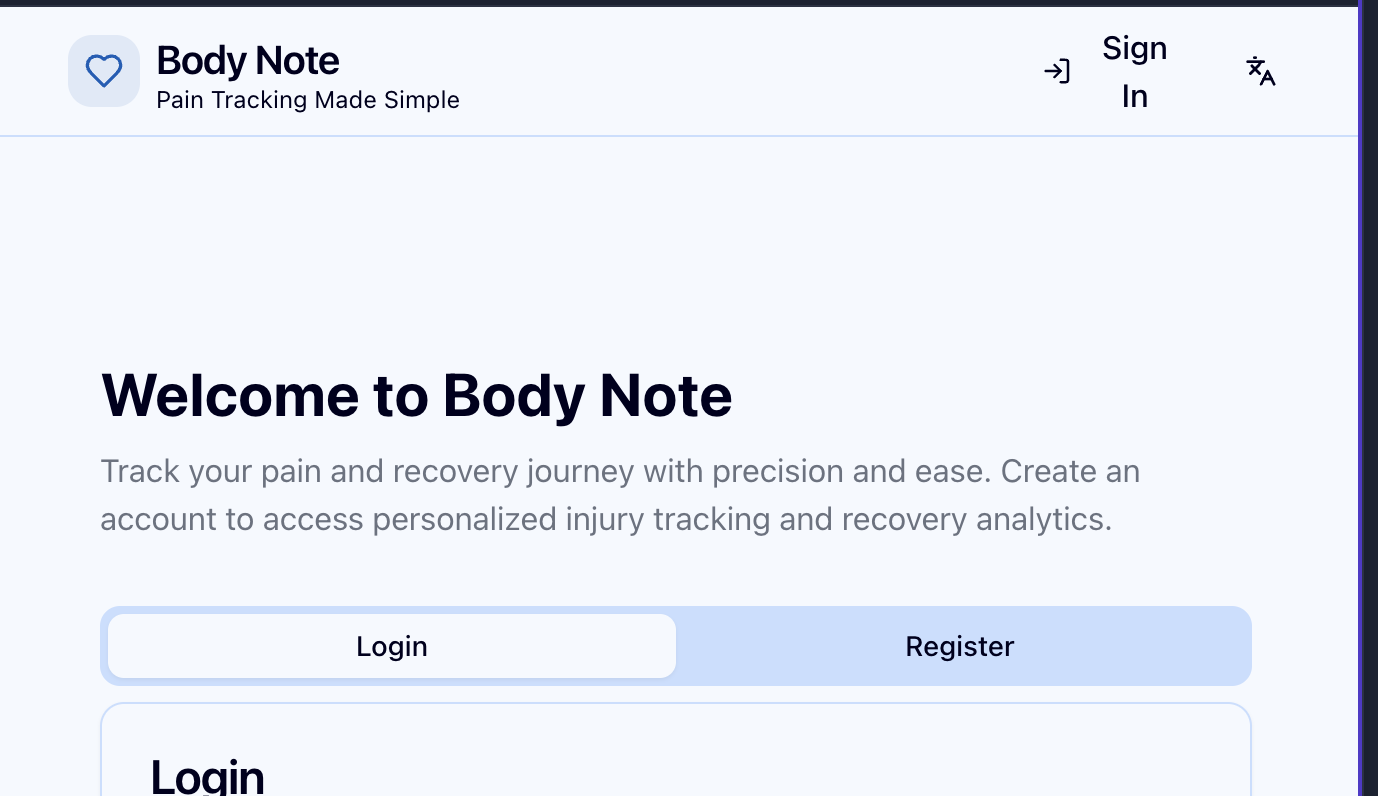 Body Note
Pain Tracking Made Simple
Sign
In
Welcome to Body Note
Track your pain and recovery journey with precision and ease. Create an
account to access personalized injury tracking and recovery analytics.
Login
Register
Login